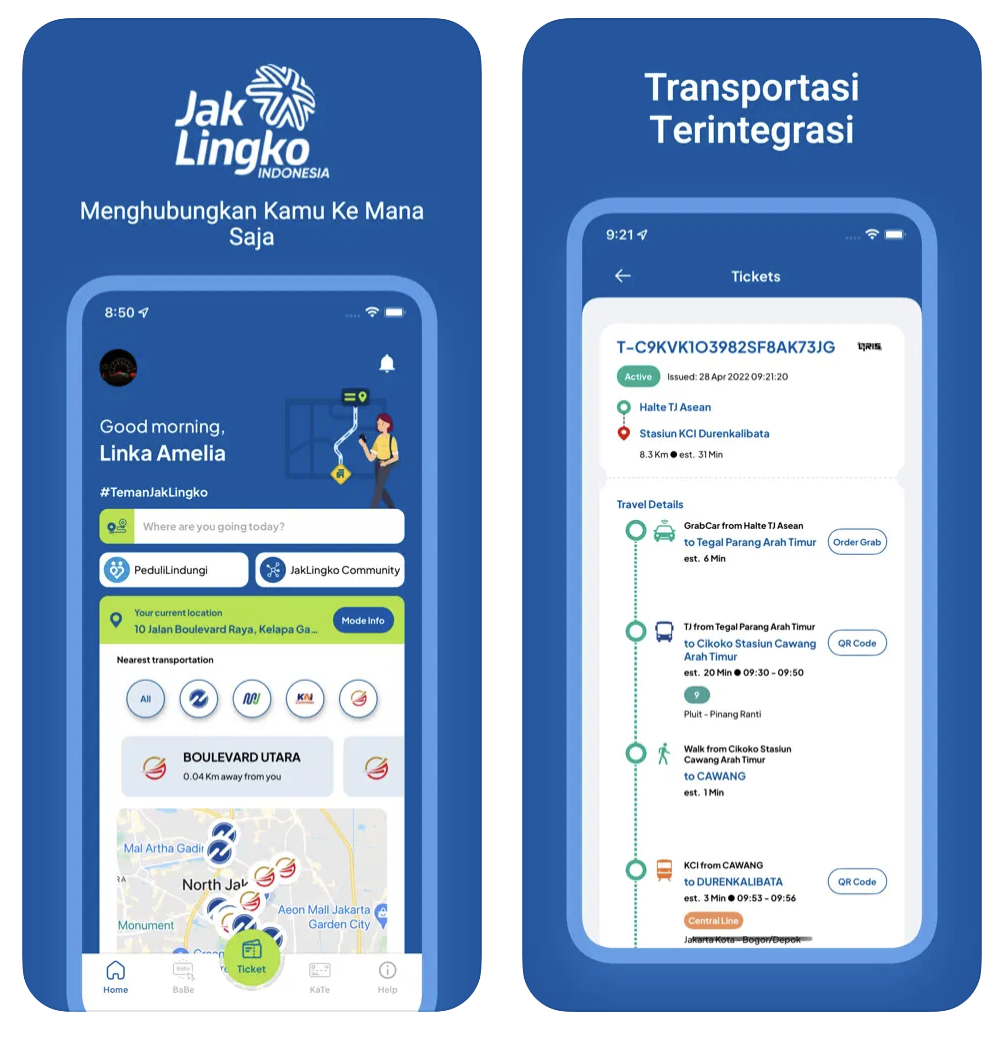 Jak
Lingko
INDONESIA
Menghubungkan Kamu Ke Mana
Saja
8:50
Good morning,
Linka Amelia
#TemanJakLingko
Where are you going today?
PeduliLindungi
JakLingko Community
Your current location
10 Jalan Boulevard Raya, Kelapa Ga...
Mode Info
Nearest transportation
All
KAI
BOULEVARD UTARA
0.04 Km away from you
Mal Artha Gadi
North Jak
Aeon Mall Jakarta
Garden City
Monument
Ticket
Home
BaBe
KaTe
Help
Transportasi
Terintegrasi
9:21
Tickets
T-C9KVK1O3982SF8AK73JG
QRIS
Active
Issued: 28 Apr 2022 09:21:20
Halte TJ Asean
Stasiun KCI Durenkalibata
8.3 Km ● est. 31 Min
Travel Details
GrabCar from Halte TJ Asean
to Tegal Parang Arah Timur
est. 6 Min
Order Grab
TJ from Tegal Parang Arah Timur
to Cikoko Stasiun Cawang
Arah Timur
est. 20 Min ● 09:30 - 09:50
QR Code
9
Pluit - Pinang Ranti
Walk from Cikoko Stasiun
Cawang Arah Timur
to CAWANG
est. 1 Min
KCI from CAWANG
to DURENKALIBATA
est. 3 Min ● 09:53 - 09:56
QR Code
Central Line
Jakarta Kota - Bogor/Depok